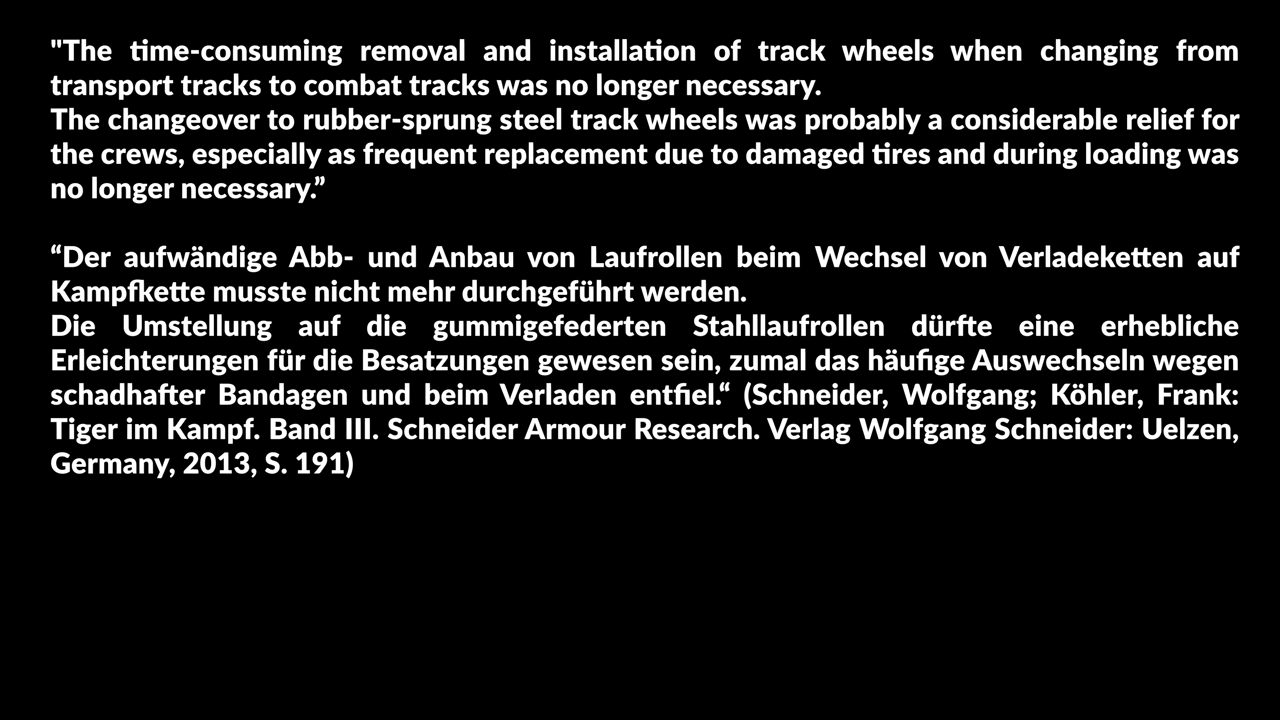 "The time-consuming removal and installation of track wheels when changing from
transport tracks to combat tracks was no longer necessary.
The changeover to rubber-sprung steel track wheels was probably a considerable relief for
the crews, especially as frequent replacement due to damaged tires and during loading was
no longer necessary.”
“Der aufwändige Abb- und Anbau von Laufrollen beim Wechsel von Verladeketten auf
Kampfkette musste nicht mehr durchgeführt werden.
Die Umstellung auf die gummigefederten Stahllaufrollen dürfte eine erhebliche
Erleichterungen für die Besatzungen gewesen sein, zumal das häufige Auswechseln wegen
schadhafter Bandagen und beim Verladen entfiel.“ (Schneider, Wolfgang; Köhler, Frank:
Tiger im Kampf. Band III. Schneider Armour Research. Verlag Wolfgang Schneider: Uelzen,
Germany, 2013, S. 191)